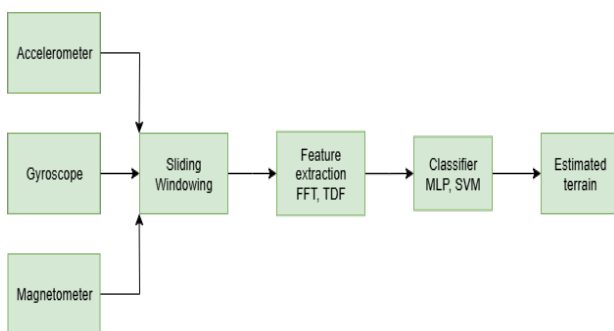 Accelerometer
Gyroscope
Magnetometer
Sliding
Windowing
Feature
extraction
FFT, TDF
Classifier
MLP, SVM
Estimated
terrain